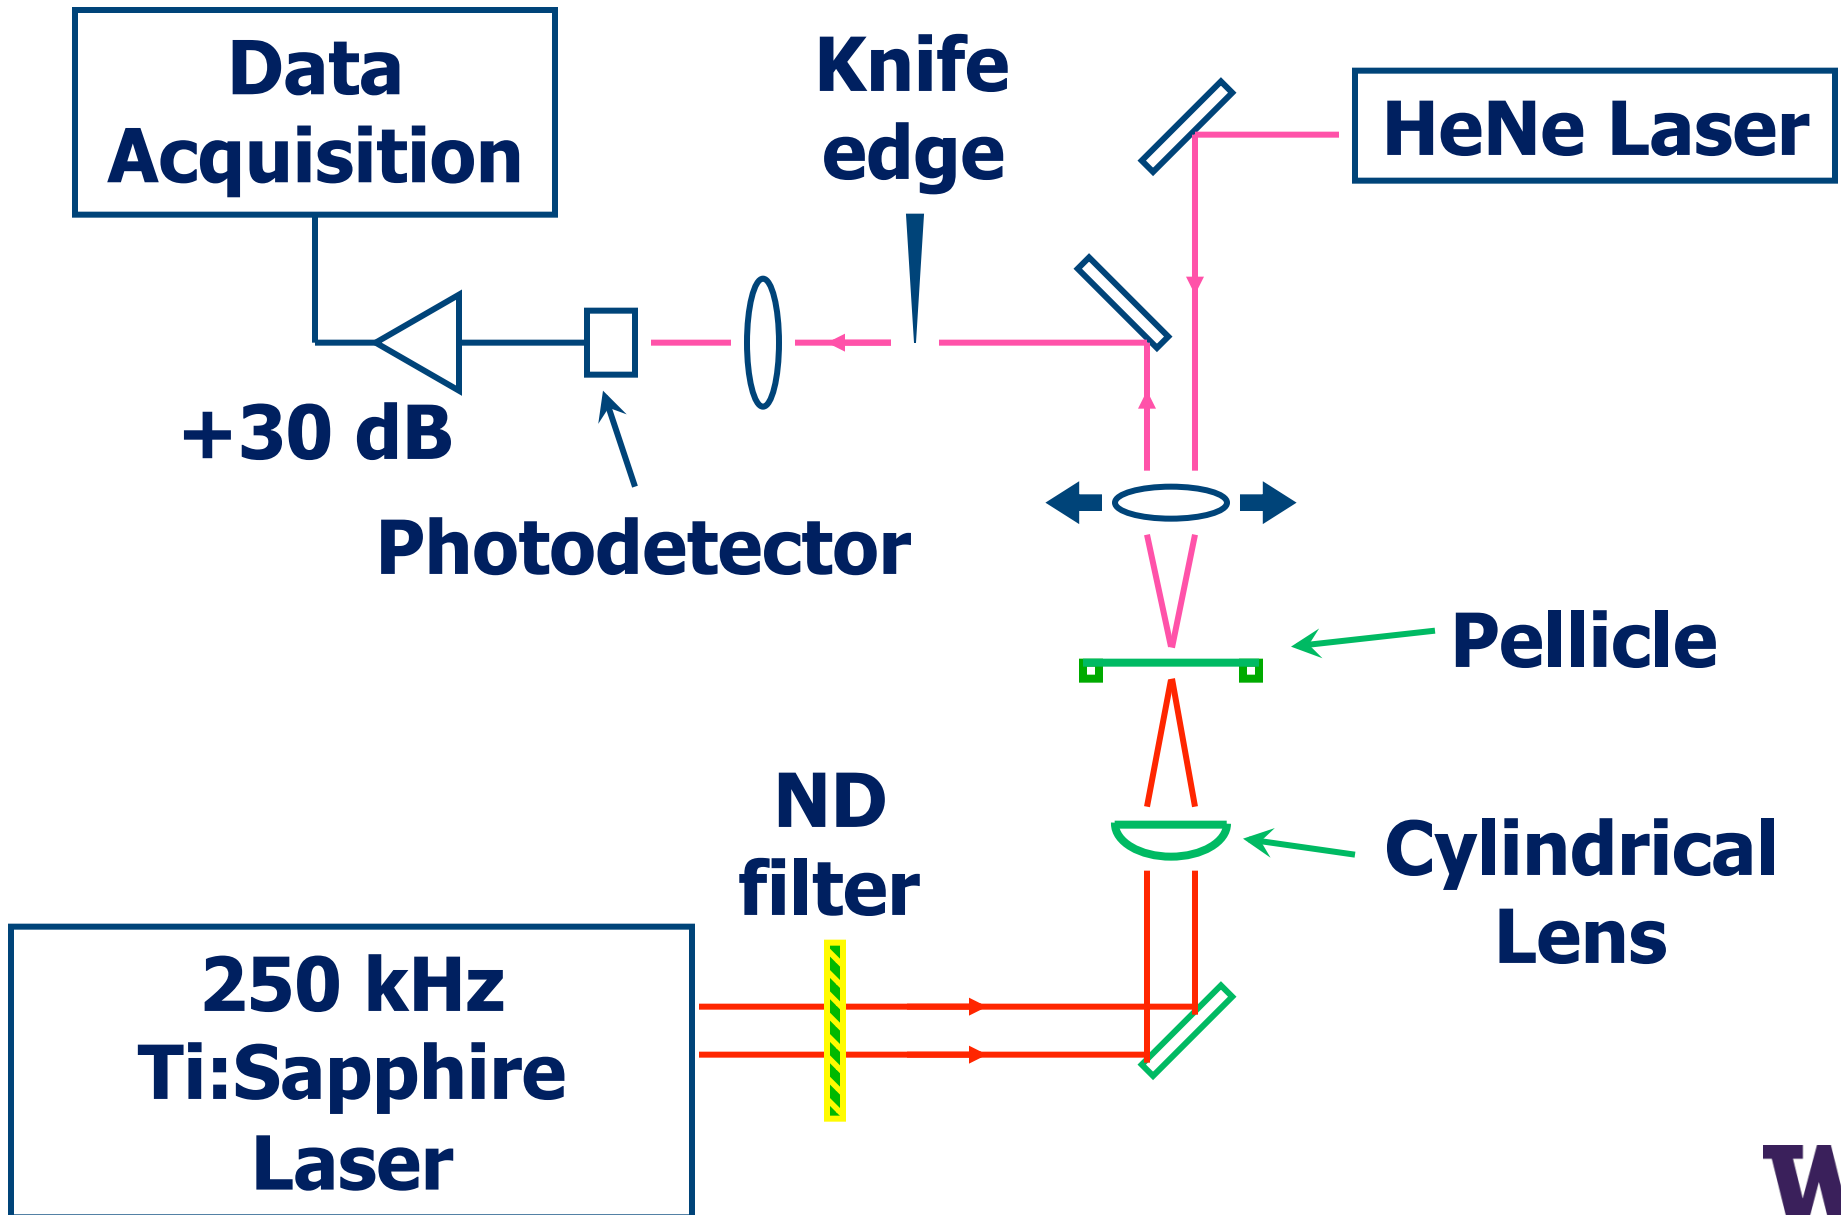 Data
Acquisition
Knife
edge
HeNe Laser
+30 dB
Photodetector
Pellicle
ND
filter
Cylindrical
Lens
250 kHz
Ti:Sapphire
Laser
W